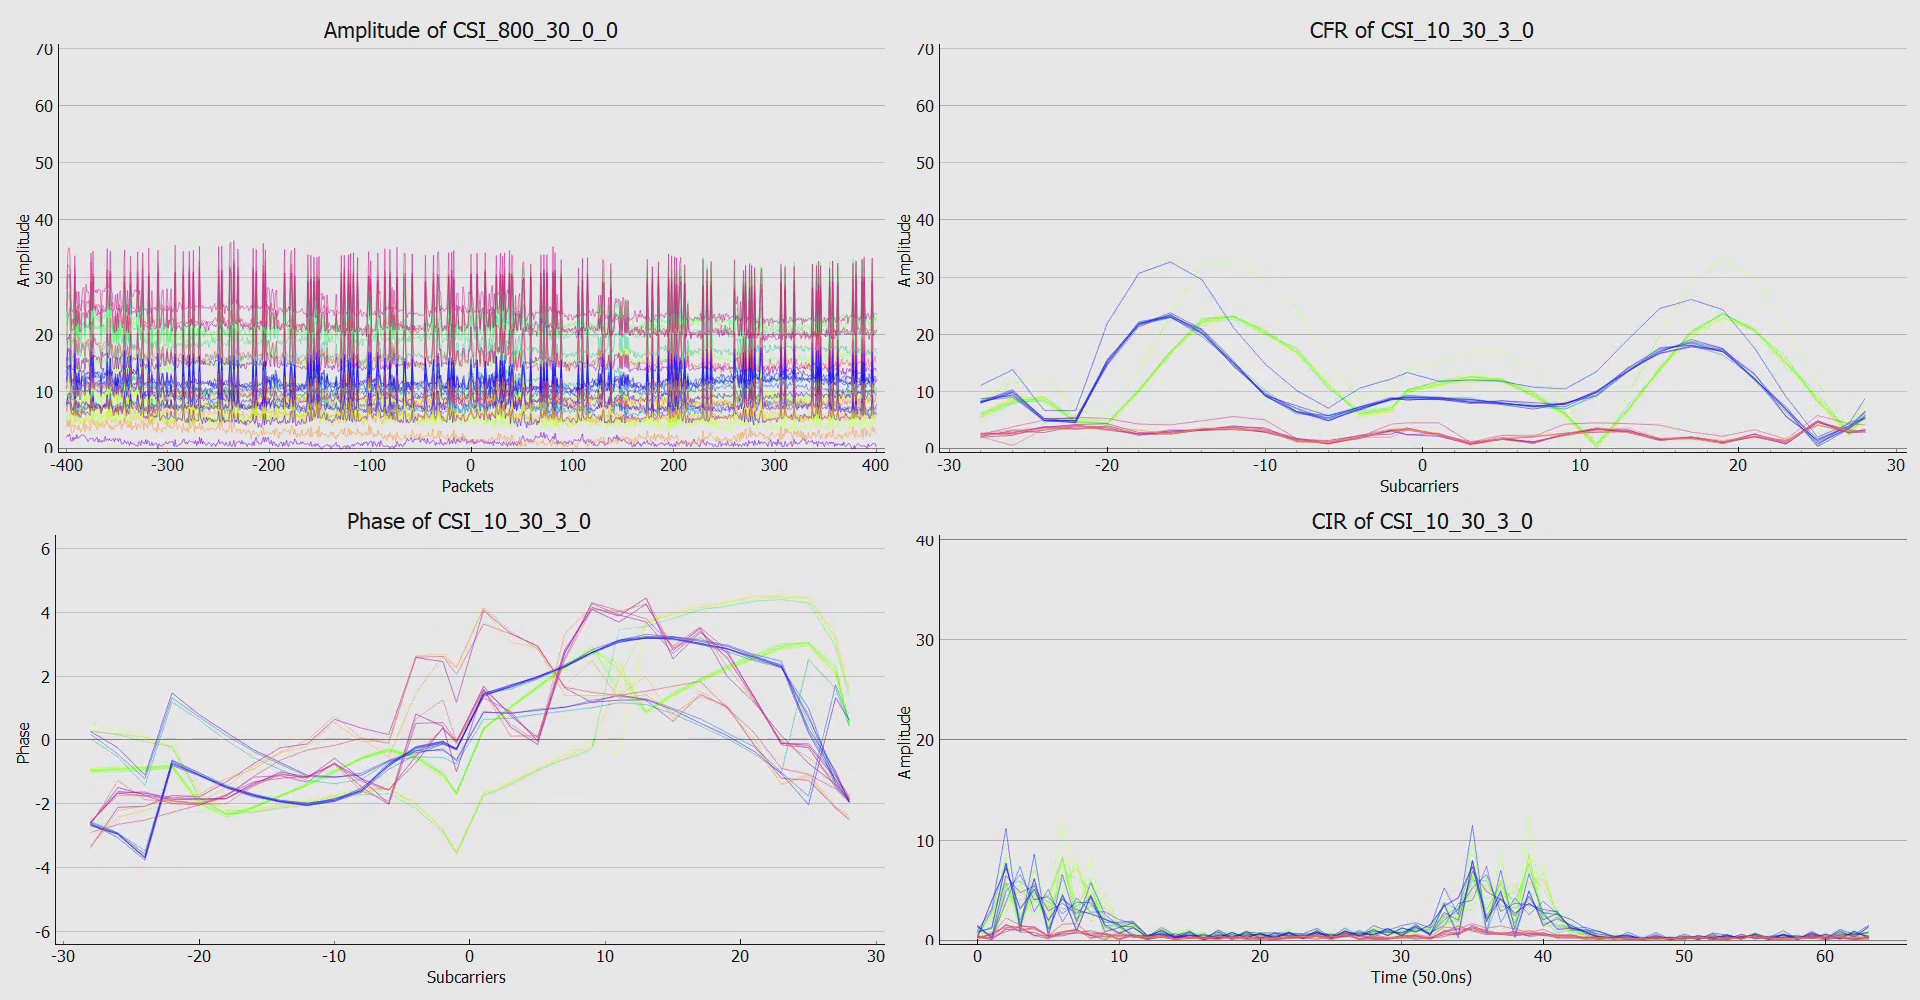 Amplitude of CSI_800_30_0_0
70
60
50
40
30
20
10
0
Amplitude
-400 -300 -200 -100 0 100 200 300 400
Packets
CFR of CSI_10_30_3_0
70
60
50
40
30
20
10
0
Amplitude
-30 -20 -10 0 10 20 30
Subcarriers
Phase of CSI_10_30_3_0
6
4
2
0
-2
-4
-6
Phase
-30 -20 -10 0 10 20 30
Subcarriers
CIR of CSI_10_30_3_0
40
30
20
10
0
Amplitude
0 10 20 30 40 50 60
Time (50.0ns)